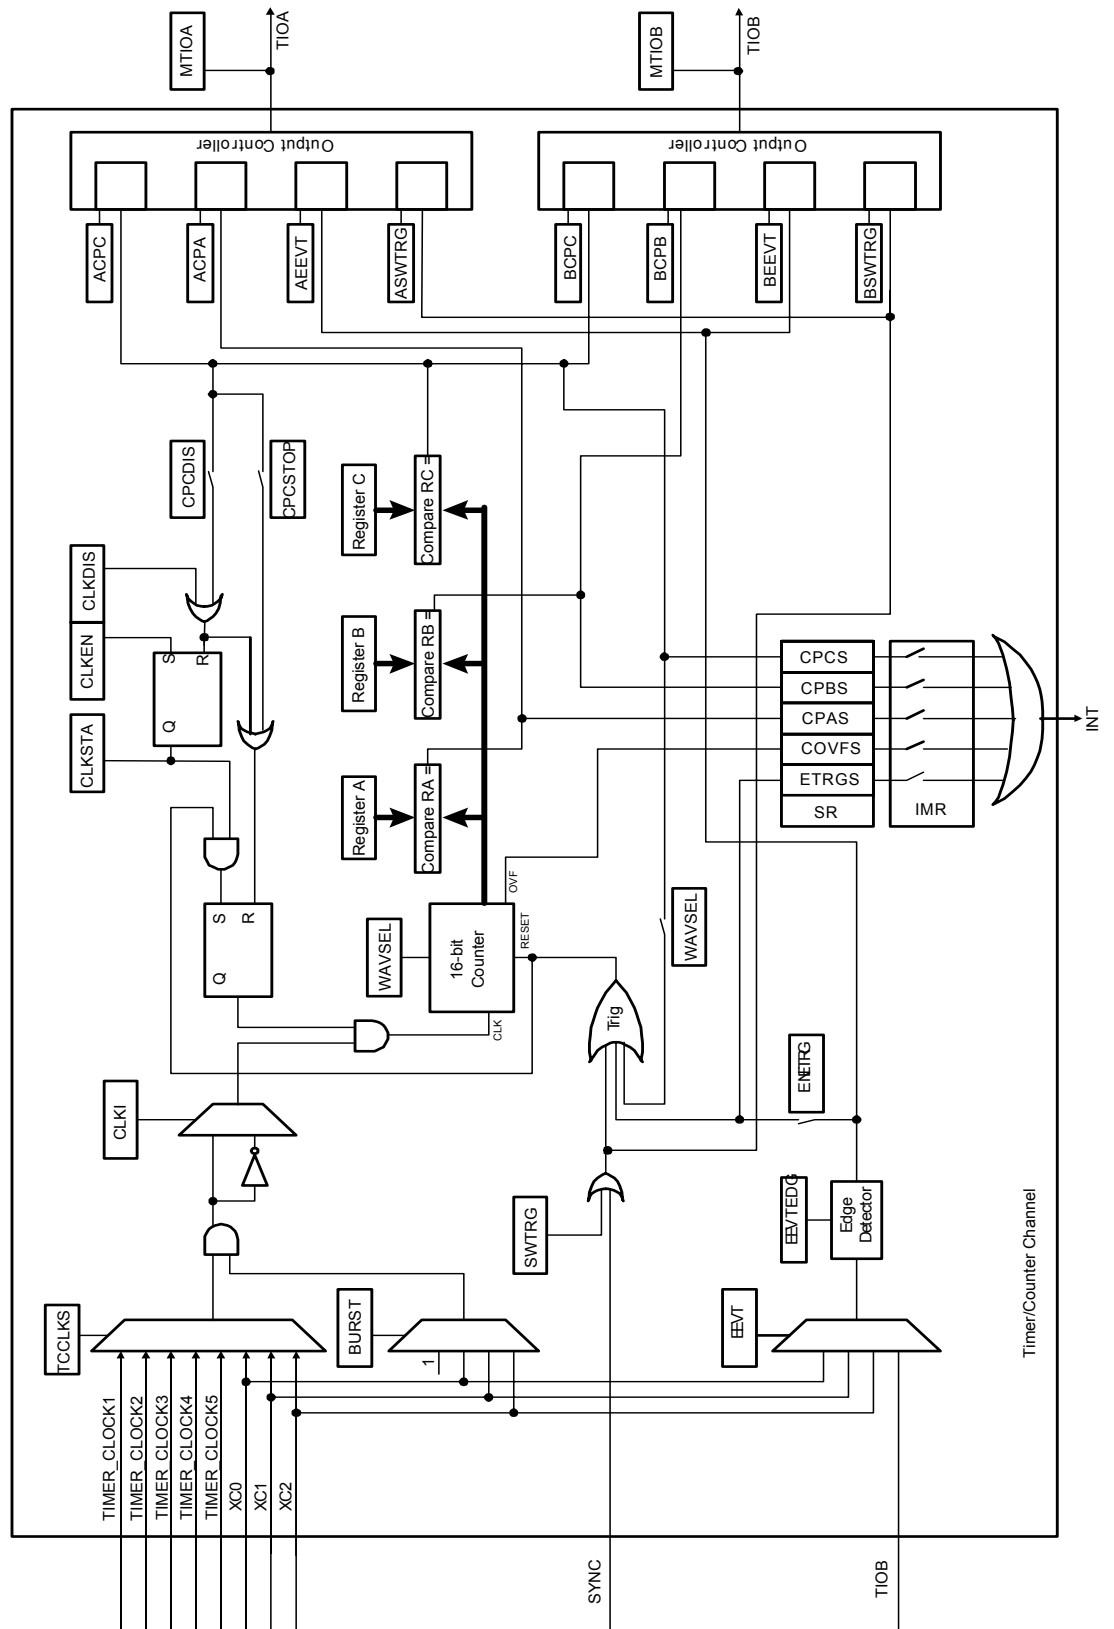 TCCLKS
TIMER_CLOCK1
TIMER_CLOCK2
TIMER_CLOCK3
TIMER_CLOCK4
TIMER_CLOCK5
XC0
XC1
XC2
CLKI
CLKSTA
CLKEN
CLKDIS
Q
S
R
Q
S
R
CPCDIS
CPCSTOP
ACPC
ACPA
AEEVT
ASWTRG
Output Controller
MTIOA
TIOA
BURST
1
WAVSEL
16-bit
Counter
CLK
RESET
OVF
Register A
Register B
Register C
Compare RA =
Compare RB =
Compare RC =
SWTRG
SYNC
Trig
WAVSEL
BCPC
BCPB
BEEVT
BSWTRG
Output Controller
MTIOB
TIOB
EEVT
EEVTEDG
Edge
Detector
ENETRG
TIOB
CPCS
CPBS
CPAS
COVFS
ETRGS
SR
IMR
INT
Timer/Counter Channel